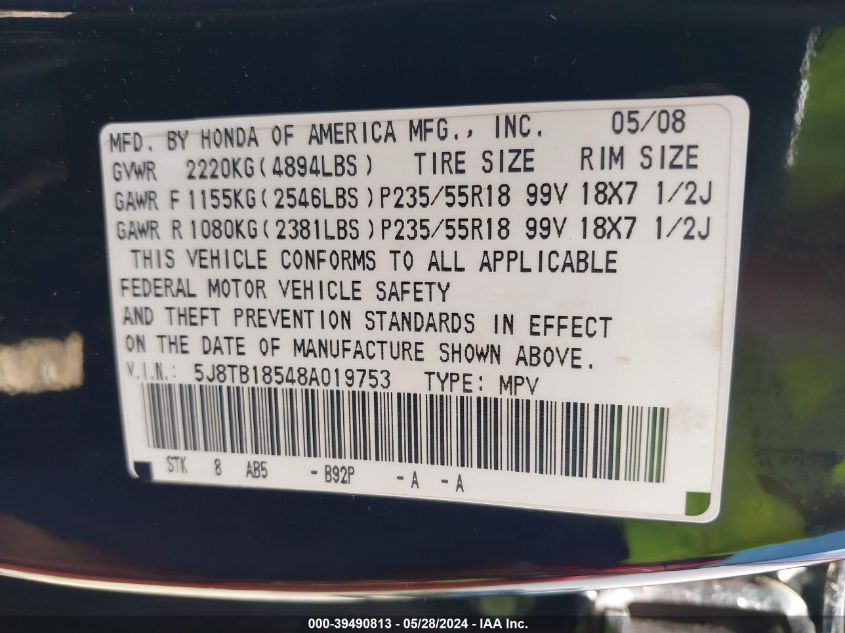 MFD. BY HONDA OF AMERICA MFG., INC. 05/08
GVWR 2220KG(4894LBS) TIRE SIZE RIM SIZE
GAWR F 1155KG(2546LBS) P235/55R18 99V 18X7 1/2J
GAWR R 1080KG(2381LBS) P235/55R18 99V 18X7 1/2J
THIS VEHICLE CONFORMS TO ALL APPLICABLE
FEDERAL MOTOR VEHICLE SAFETY
AND THEFT PREVENTION STANDARDS IN EFFECT
ON THE DATE OF MANUFACTURE SHOWN ABOVE.
V.I.N.: 5J8TB18548A019753 TYPE: MPV
STK 8 AB5 -B92P -A -A
000-39490813 / 05/28/2024 - IAAI.com/terms.